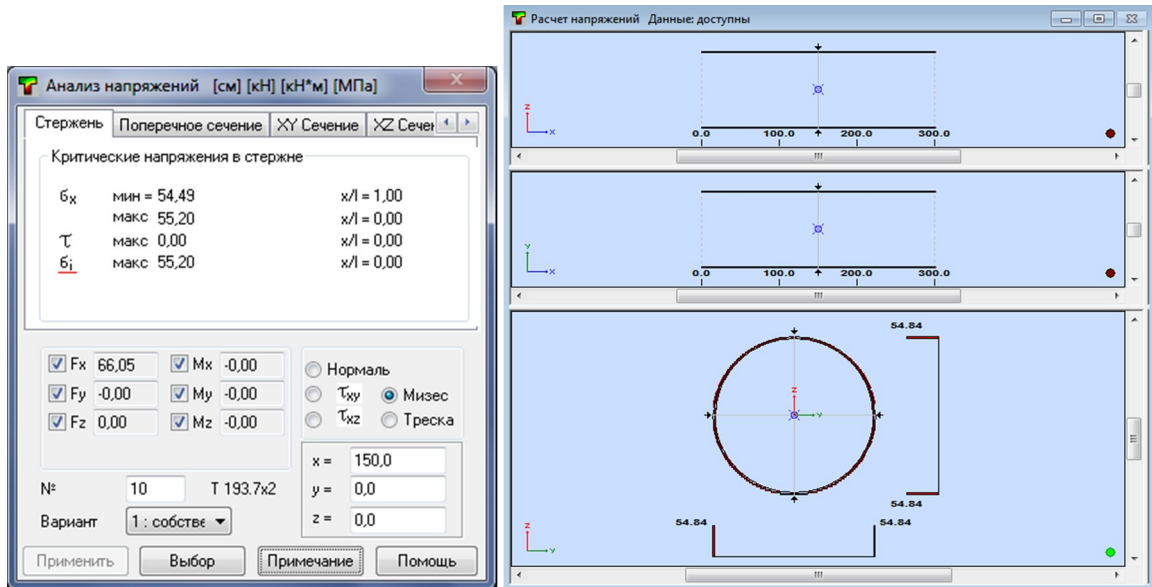 Анализ напряжений [см] [кН] [кН*м] [МПа]
Стержень Поперечное сечение XY Сечение XZ Сечен
Критические напряжения в стержне
бx мин = 54,49 x/l = 1,00
макс 55,20 x/l = 0,00
τ макс 0,00 x/l = 0,00
бi макс 55,20 x/l = 0,00
Fx 66,05 Mx -0,00
Fy -0,00 My -0,00
Fz 0,00 Mz -0,00
Нормаль
τxy Мизес
τxz Треска
x = 150,0
y = 0,0
z = 0,0
№ 10 T 193.7x2
Вариант 1 : собстве
Применить Выбор Примечание Помощь
Расчет напряжений Данные: доступны
z
x
0.0 100.0 200.0 300.0
y
x
0.0 100.0 200.0 300.0
54.84
z
y
54.84
54.84 54.84
z
y